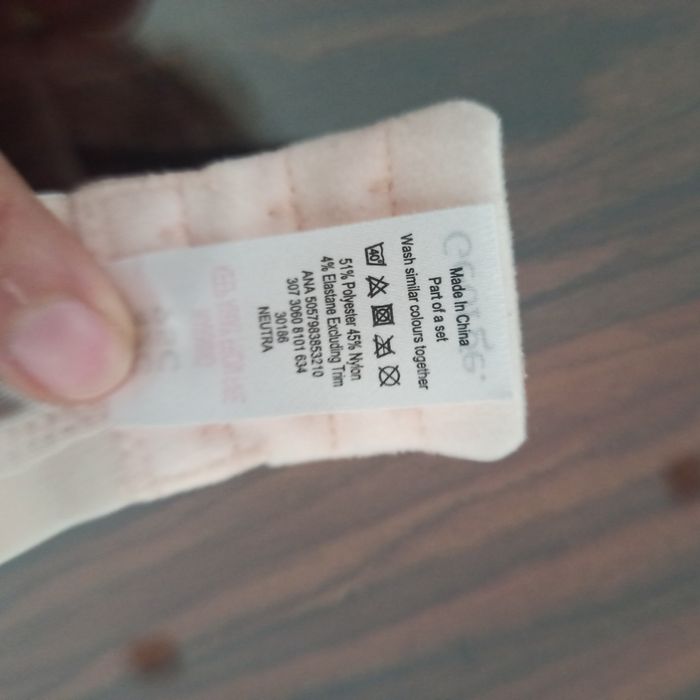 Made In China
Part of a set
Wash similar colours together
40°
51% Polyester 45% Nylon
4% Elastane Excluding Trim
ANA 5057983853210
307 3060 8101 634
30186
NEUTRA